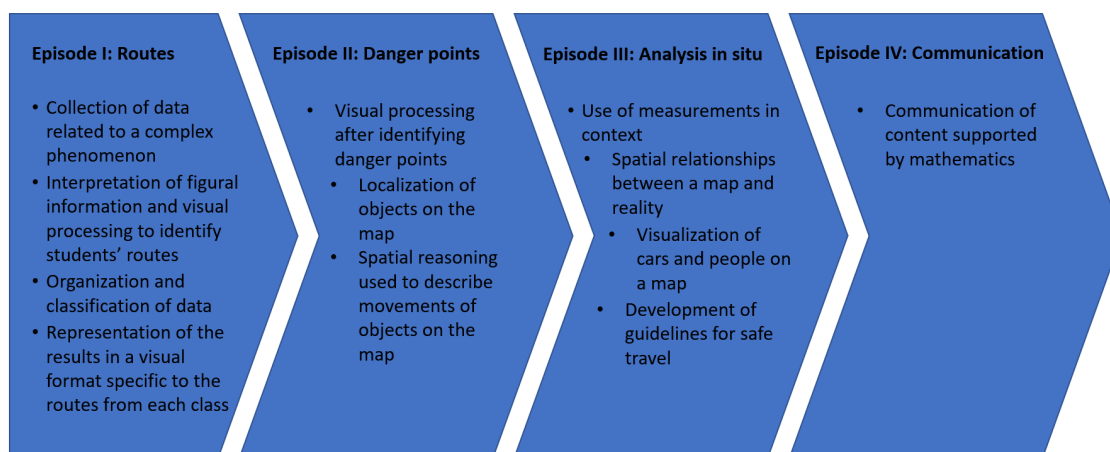 Episode I: Routes
• Collection of data
related to a complex
phenomenon
• Interpretation of figural
information and visual
processing to identify
students’ routes
• Organization and
classification of data
• Representation of the
results in a visual
format specific to the
routes from each class
Episode II: Danger points
• Visual processing
after identifying
danger points
• Localization of
objects on the
map
• Spatial reasoning
used to describe
movements of
objects on the
map
Episode III: Analysis in situ
• Use of measurements in
context
• Spatial relationships
between a map and
reality
• Visualization of
cars and people on
a map
• Development of
guidelines for safe
travel
Episode IV: Communication
• Communication of
content supported
by mathematics